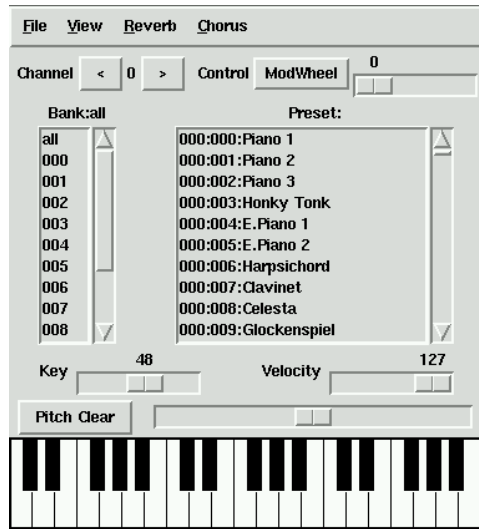 File View Reverb Chorus
0
Channel < 0 > Control ModWheel
Bank:all Preset:
all 000:000:Piano 1
000 000:001:Piano 2
001 000:002:Piano 3
002 000:003:Honky Tonk
003 000:004:E.Piano 1
004 000:005:E.Piano 2
005 000:006:Harpsichord
006 000:007:Clavinet
007 000:008:Celesta
008 000:009:Glockenspiel
48 127
Key Velocity
Pitch Clear